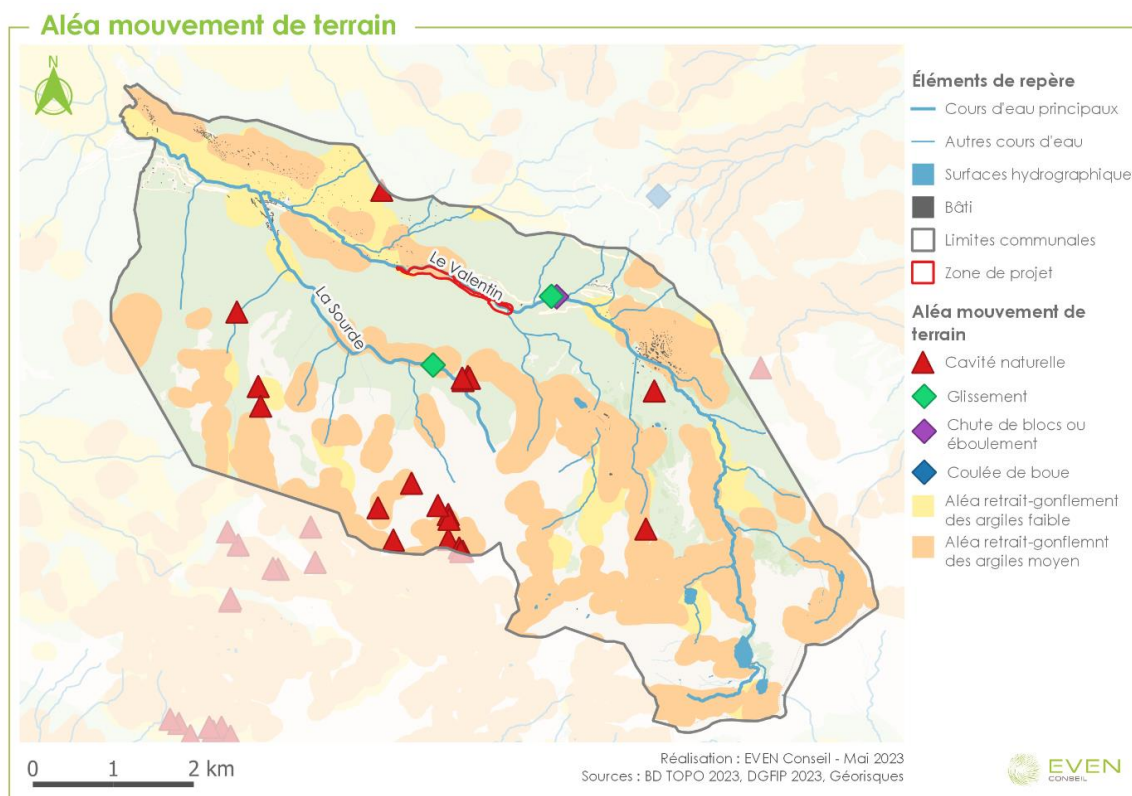 Aléa mouvement de terrain
N
Le Valentin
La Sourde
Éléments de repère
Cours d'eau principaux
Autres cours d'eau
Surfaces hydrographique
Bâti
Limites communales
Zone de projet
Aléa mouvement de
terrain
Cavité naturelle
Glissement
Chute de blocs ou
éboulement
Coulée de boue
Aléa retrait-gonflement
des argiles faible
Aléa retrait-gonflemnt
des argiles moyen
0 1 2 km
Réalisation : EVEN Conseil - Mai 2023
Sources : BD TOPO 2023, DGFIP 2023, Géorisques
EVEN
CONSEIL